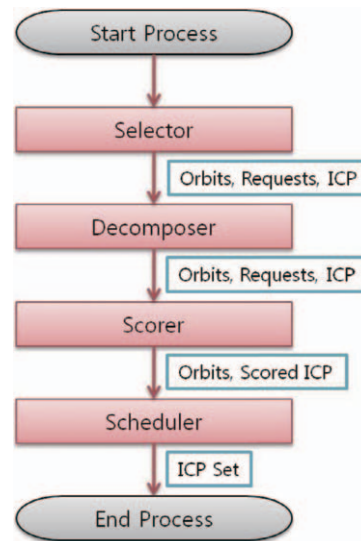 Start Process
Selector
Orbits, Requests, ICP
Decomposer
Orbits, Requests, ICP
Scorer
Orbits, Scored ICP
Scheduler
ICP Set
End Process